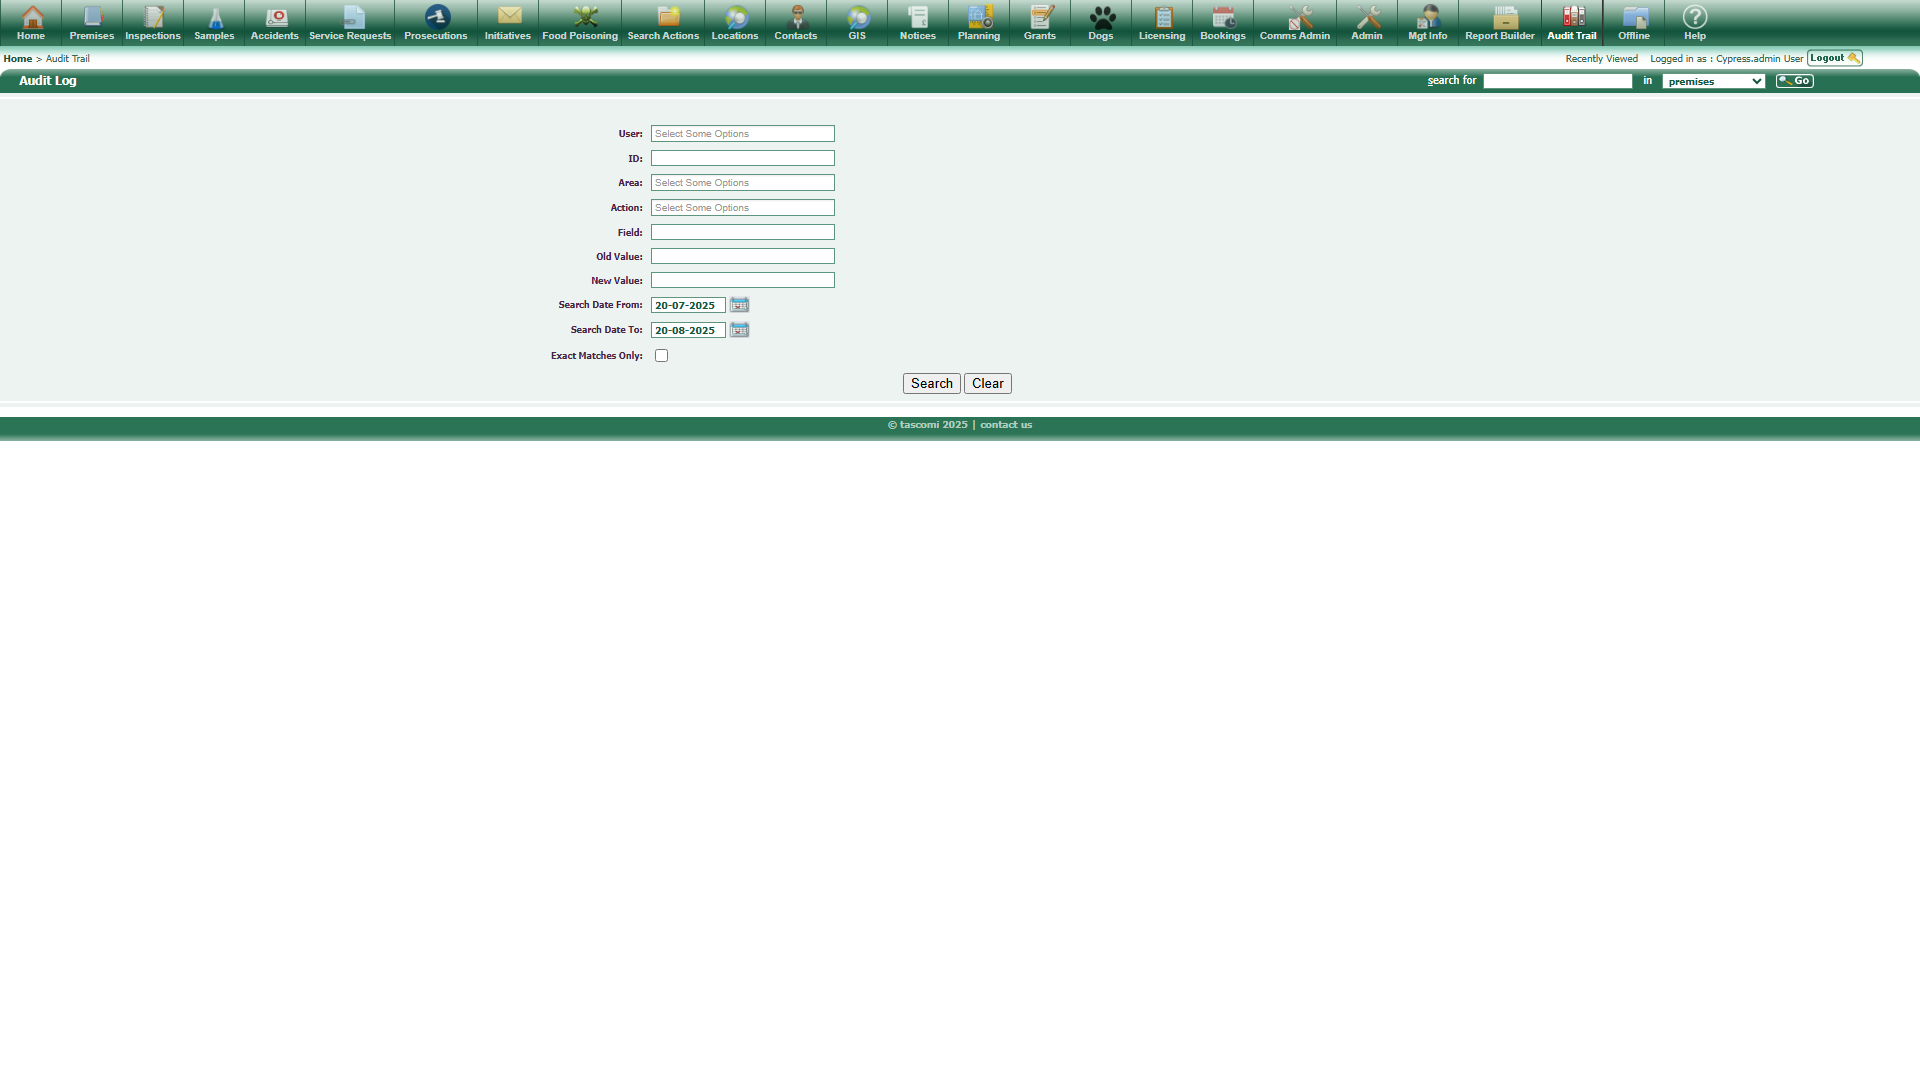 Home Premises Inspections Samples Accidents Service Requests Prosecutions Initiatives Food Poisoning Search Actions Locations Contacts GIS Notices Planning Grants Dogs Licensing Bookings Comms Admin Admin Mgt Info Report Builder Audit Trail Offline Help
Home > Audit Trail Recently Viewed Logged in as : Cypress.admin User Logout
Audit Log search for in premises Go
User: Select Some Options
ID:
Area: Select Some Options
Action: Select Some Options
Field:
Old Value:
New Value:
Search Date From: 20-07-2025
Search Date To: 20-08-2025
Exact Matches Only:
Search Clear
© tascomi 2025 | contact us